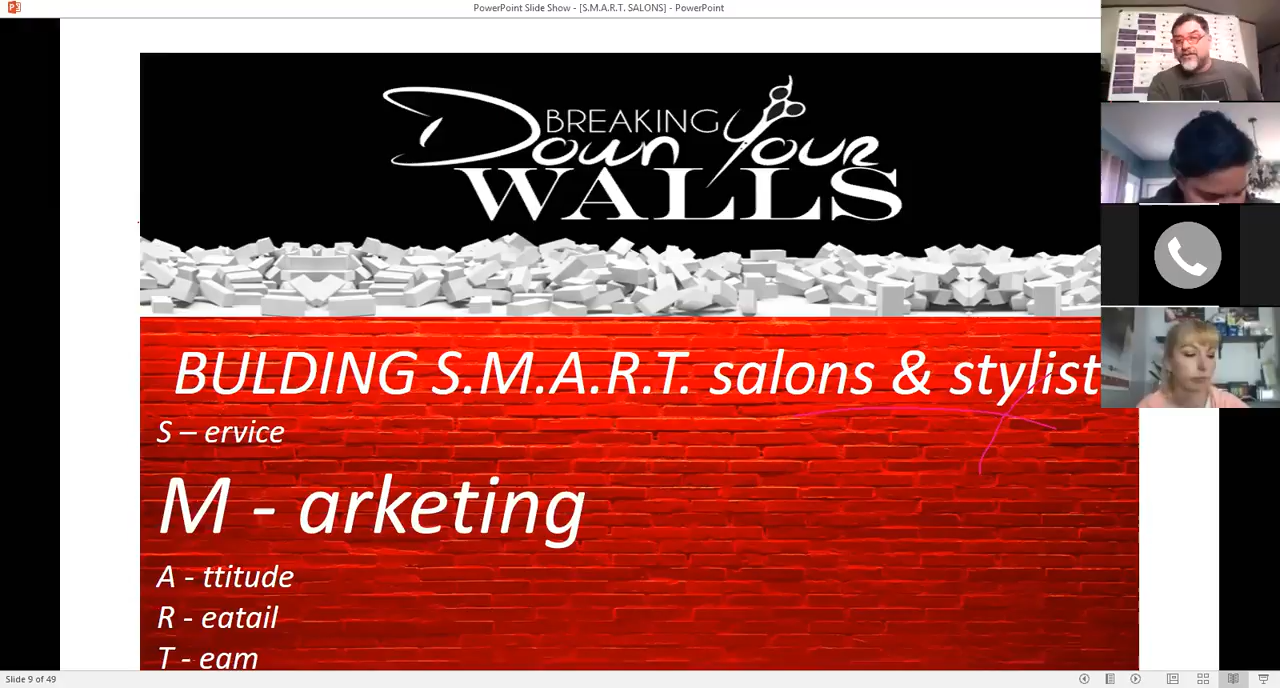 PowerPoint Slide Show - [S.M.A.R.T. SALONS] - PowerPoint
BREAKING
Down Your
WALLS
BULDING S.M.A.R.T. salons & stylist
S – ervice
M - arketing
A - ttitude
R - eatail
T - eam
Slide 9 of 49